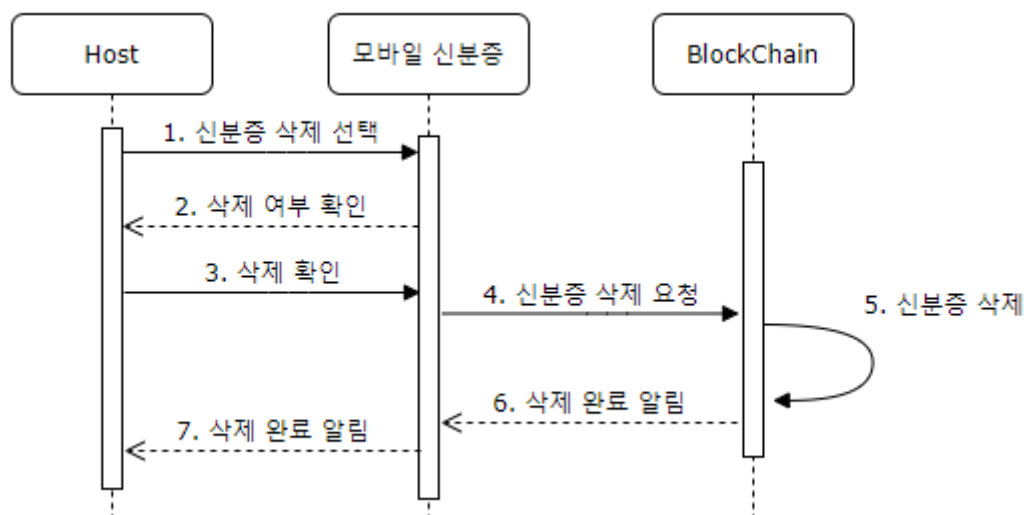 Host
모바일 신분증
BlockChain
1. 신분증 삭제 선택
2. 삭제 여부 확인
3. 삭제 확인
4. 신분증 삭제 요청
5. 신분증 삭제
6. 삭제 완료 알림
7. 삭제 완료 알림